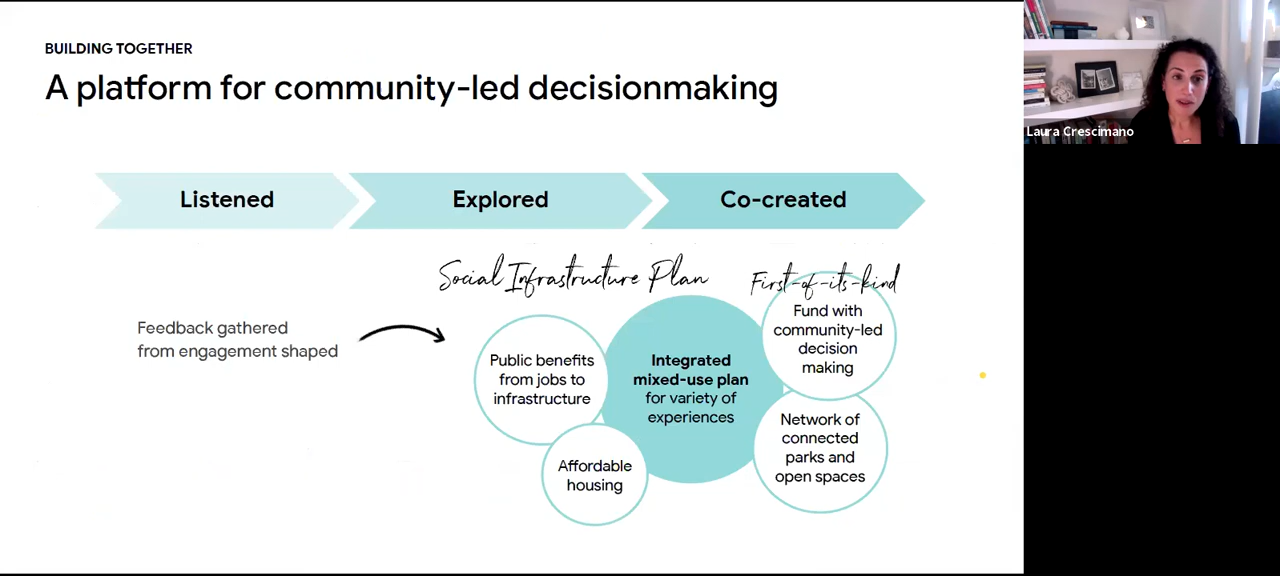 BUILDING TOGETHER
A platform for community-led decisionmaking
Laura Crescimano
Listened
Explored
Co-created
Social Infrastructure Plan
First-of-its-kind
Feedback gathered
from engagement shaped
Public benefits
from jobs to
infrastructure
Affordable
housing
Integrated
mixed-use plan
for variety of
experiences
Fund with
community-led
decision
making
Network of
connected
parks and
open spaces